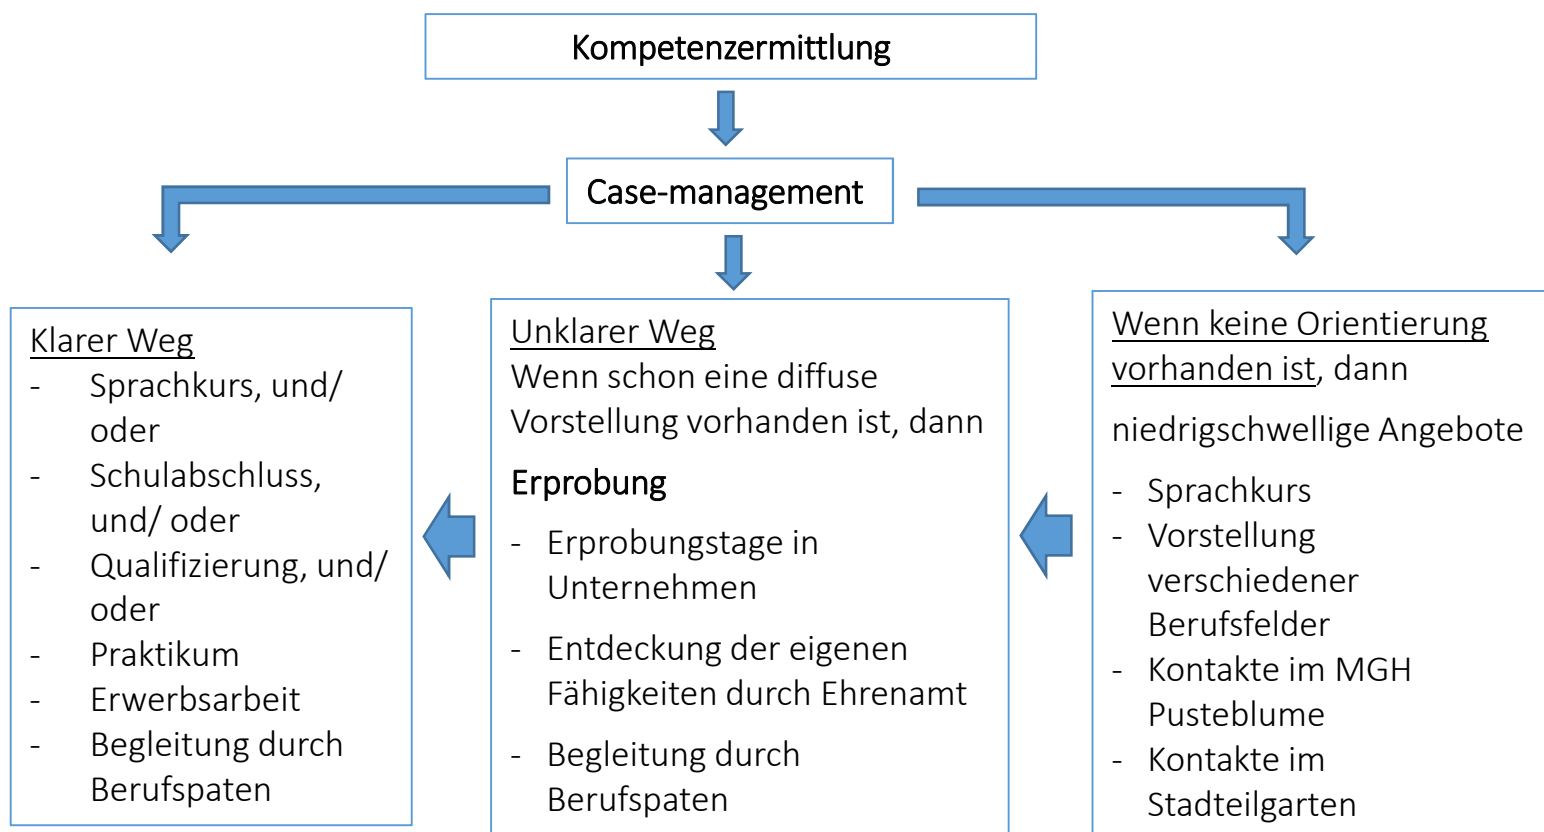 Kompetenzermittlung
Case-management
Klarer Weg
- Sprachkurs, und/
oder
- Schulabschluss,
und/ oder
- Qualifizierung, und/
oder
- Praktikum
- Erwerbsarbeit
- Begleitung durch
Berufspaten
Unklarer Weg
Wenn schon eine diffuse
Vorstellung vorhanden ist, dann
Erprobung
- Erprobungstage in
Unternehmen
- Entdeckung der eigenen
Fähigkeiten durch Ehrenamt
- Begleitung durch
Berufspaten
Wenn keine Orientierung
vorhanden ist, dann
niedrigschwellige Angebote
- Sprachkurs
- Vorstellung
verschiedener
Berufsfelder
- Kontakte im MGH
Pusteblume
- Kontakte im
Stadteilgarten